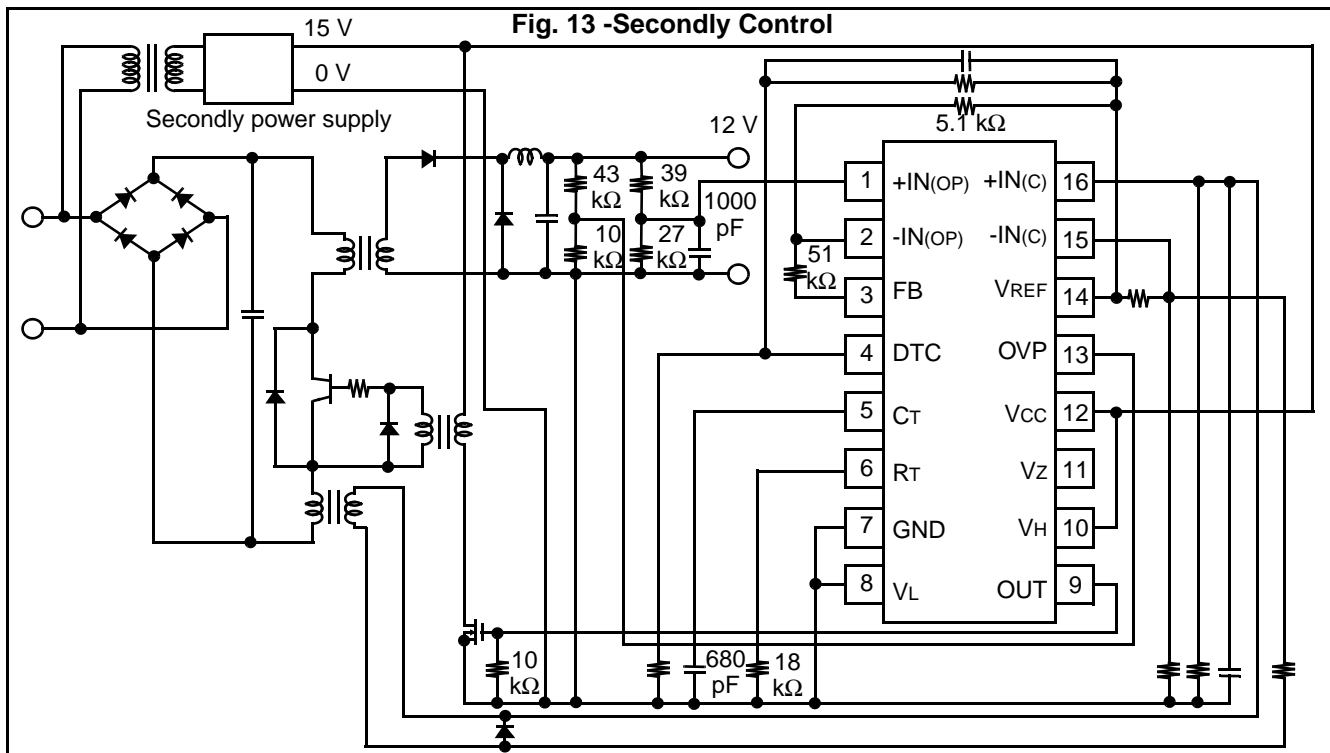 Fig. 13 -Secondly Control
15 V
0 V
Secondly power supply
12 V
5.1 kΩ
43 kΩ
39 kΩ
1000 pF
10 kΩ
27 kΩ
51 kΩ
1 +IN(OP) +IN(C) 16
2 -IN(OP) -IN(C) 15
3 FB VREF 14
4 DTC OVP 13
5 CT VCC 12
6 RT VZ 11
7 GND VH 10
8 VL OUT 9
10 kΩ
680 pF
18 kΩ